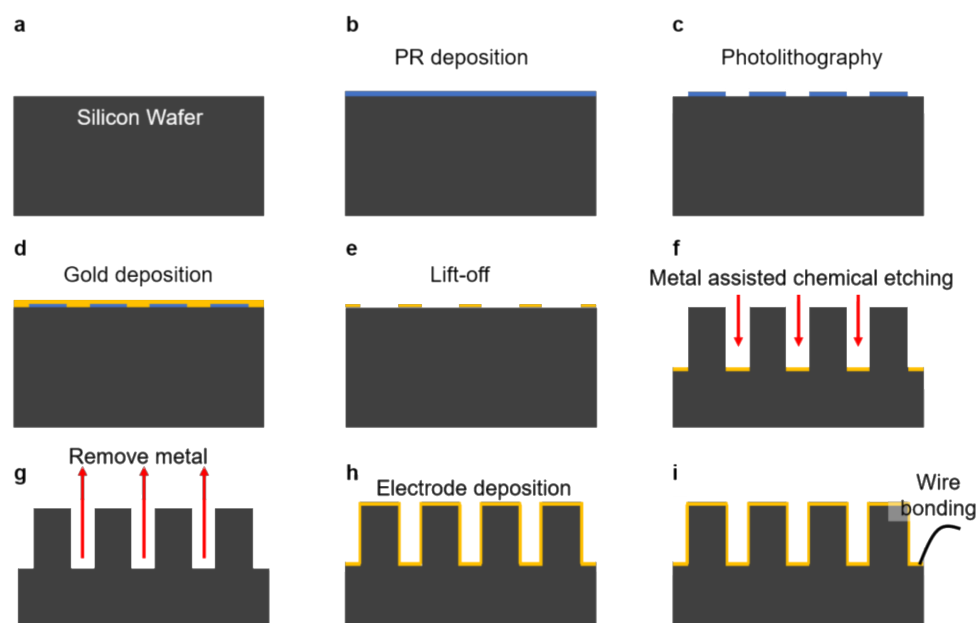 a
b
c
PR deposition
Photolithography
Silicon Wafer
d
e
f
Gold deposition
Lift-off
Metal assisted chemical etching
g
Remove metal
h
Electrode deposition
i
Wire
bonding